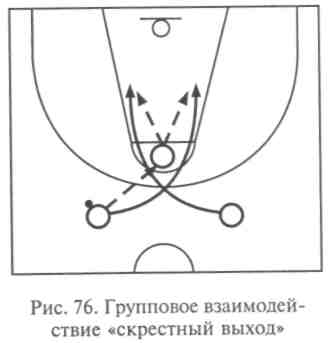 Рис. 76. Групповое взаимодей-
ствие «скрестный выход»